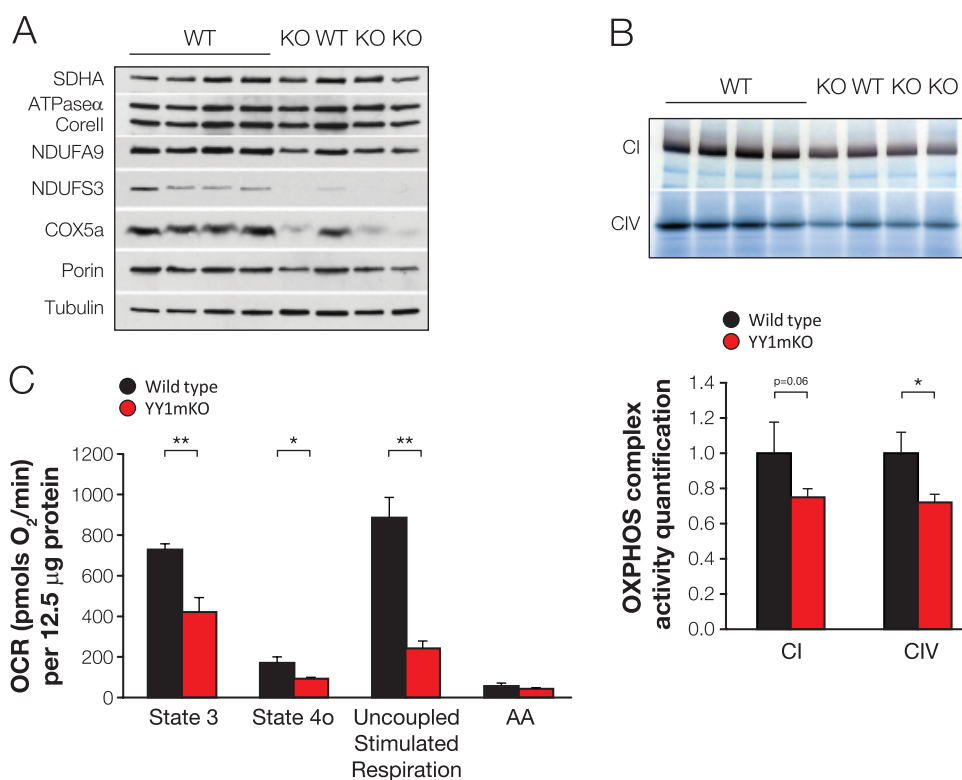 A
WT KO WT KO KO
SDHA
ATPaseα
CoreII
NDUFA9
NDUFS3
COX5a
Porin
Tubulin
B
WT KO WT KO KO
CI
CIV
Wild type
YY1mKO
OXPHOS complex
activity quantification
1.4
1.2
1.0
0.8
0.6
0.4
0.2
0.0
p=0.06
*
CI CIV
C
Wild type
YY1mKO
OCR (pmols O2/min)
per 12.5 µg protein
1200
1000
800
600
400
200
0
** * **
State 3 State 4o Uncoupled Stimulated Respiration AA